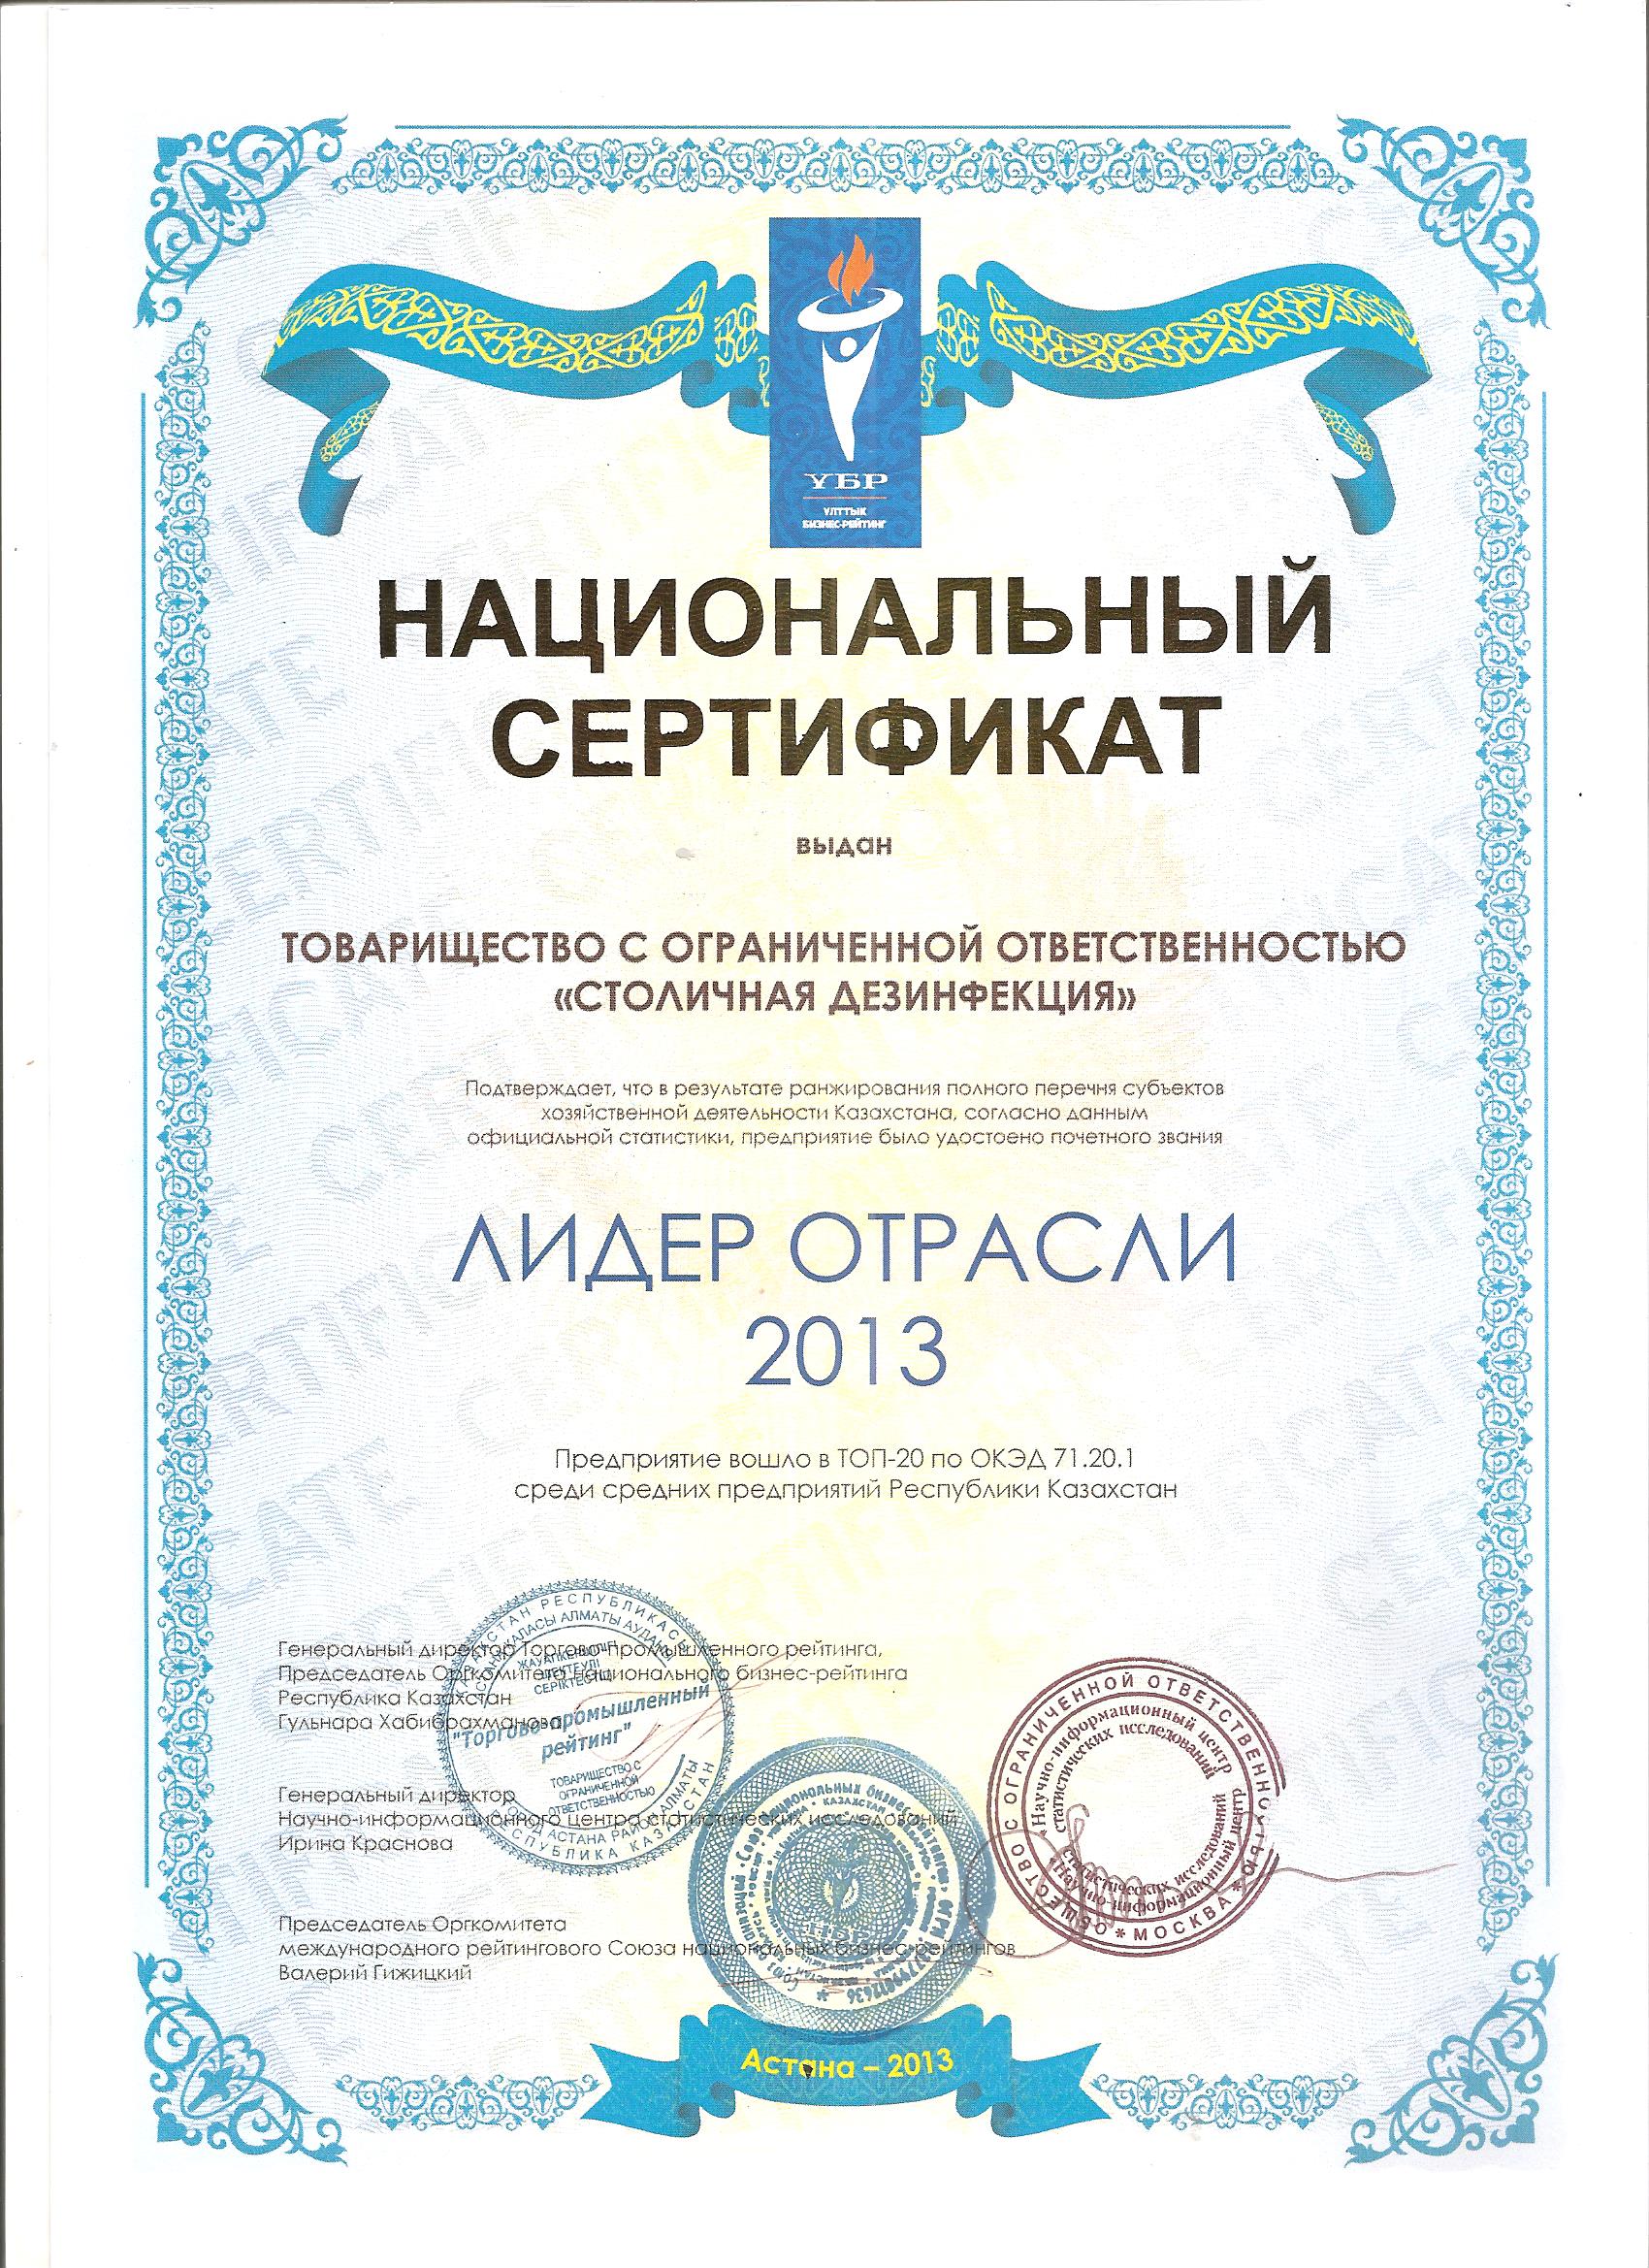 УБР
ҰЛТТЫҚ
БИЗНЕС-РЕЙТИНГ
НАЦИОНАЛЬНЫЙ
СЕРТИФИКАТ
выдан
ТОВАРИЩЕСТВО С ОГРАНИЧЕННОЙ ОТВЕТСТВЕННОСТЬЮ
«СТОЛИЧНАЯ ДЕЗИНФЕКЦИЯ»
Подтверждает, что в результате ранжирования полного перечня субъектов
хозяйственной деятельности Казахстана, согласно данным
официальной статистики, предприятие было удостоено почетного звания
ЛИДЕР ОТРАСЛИ
2013
Предприятие вошло в ТОП-20 по ОКЭД 71.20.1
среди средних предприятий Республики Казахстан
Генеральный директор Торгово-промышленного рейтинга,
Председатель Оргкомитета национального бизнес-рейтинга
Республика Казахстан
Гульнара Хабибрахманова
ЖАУАПКЕРШІЛІГІ
ШЕКТЕУЛІ
СЕРІКТЕСТІГІ
"Торгово-промышленный
рейтинг"
ТОВАРИЩЕСТВО С
ОГРАНИЧЕННОЙ
ОТВЕТСТВЕННОСТЬЮ
РЕСПУБЛИКА КАЗАХСТАН
Генеральный директор
Научно-информационного центра статистических исследований
Ирина Краснова
ОБЩЕСТВО С ОГРАНИЧЕННОЙ ОТВЕТСТВЕННОСТЬЮ * МОСКВА *
"Научно-информационный центр
статистических исследований"
Председатель Оргкомитета
международного рейтингового Союза национальных бизнес-рейтингов
Валерий Гижицкий
Астана – 2013